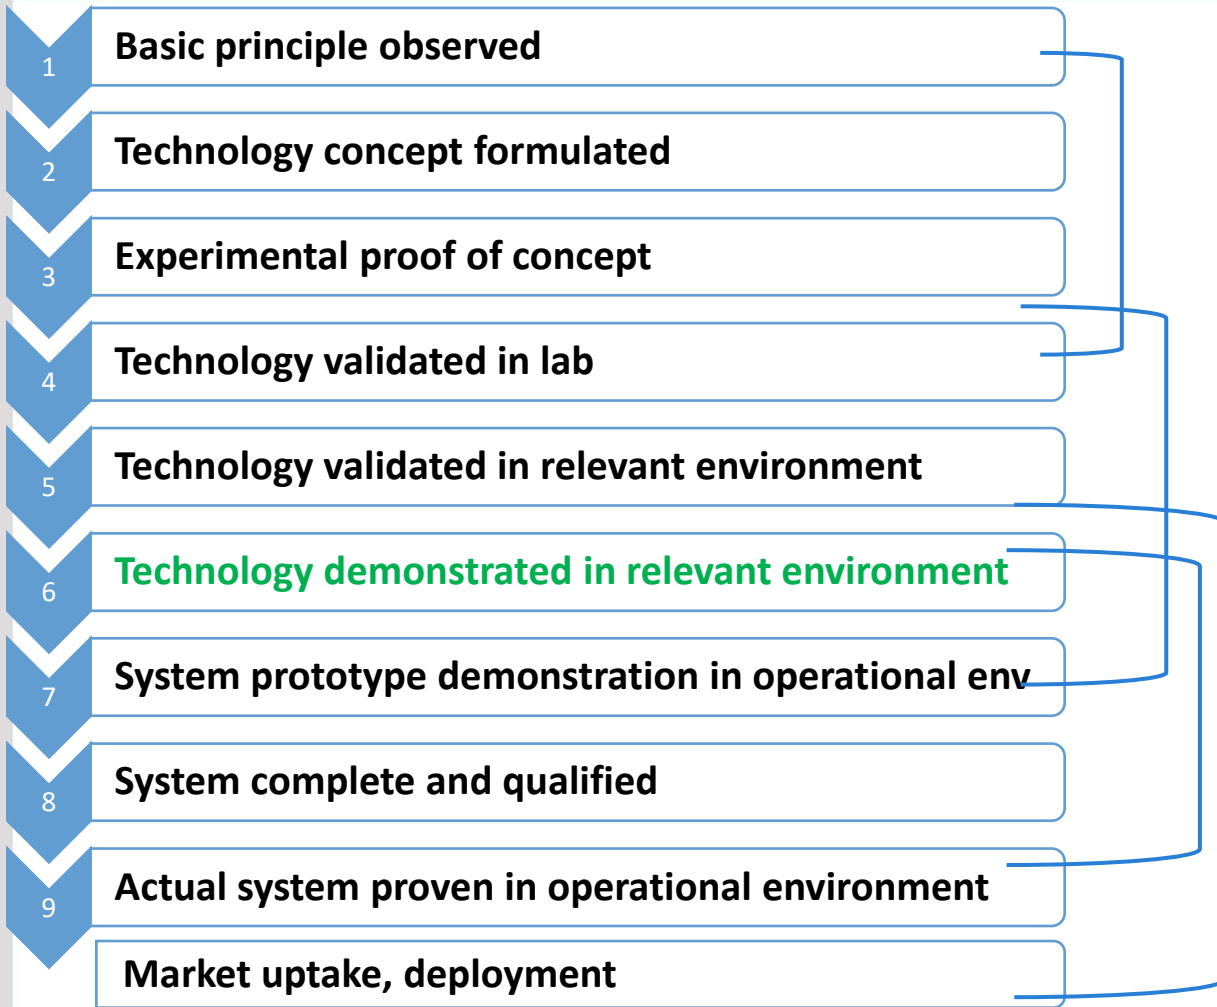 1 Basic principle observed
2 Technology concept formulated
3 Experimental proof of concept
4 Technology validated in lab
5 Technology validated in relevant environment
6 Technology demonstrated in relevant environment
7 System prototype demonstration in operational env
8 System complete and qualified
9 Actual system proven in operational environment
Market uptake, deployment